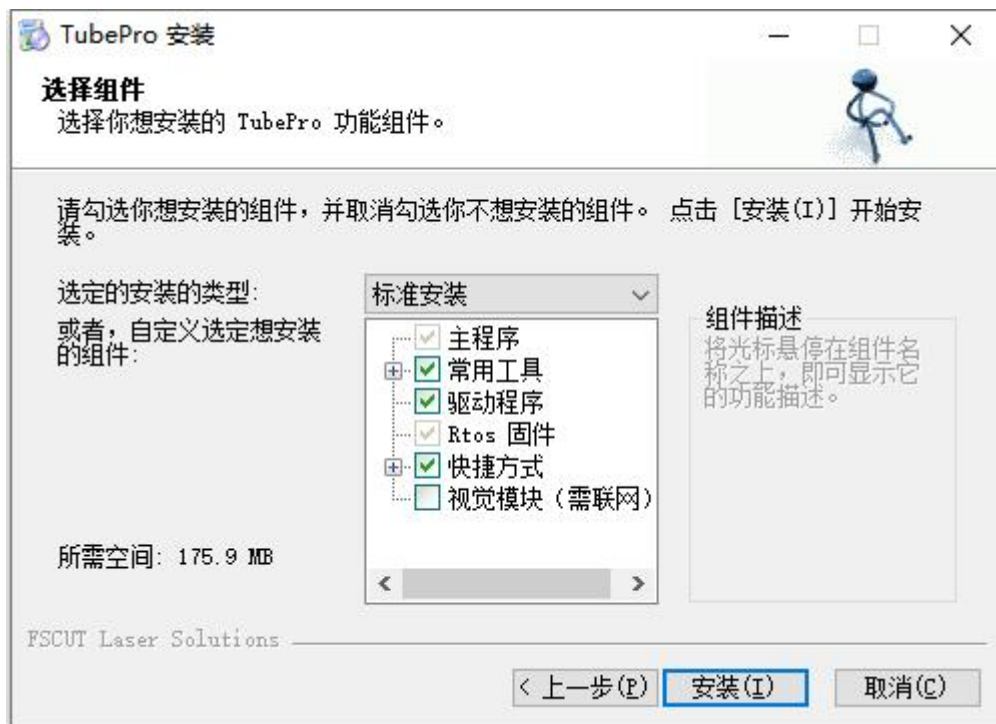 TubePro 安装
选择组件
选择你想安装的 TubePro 功能组件。
请勾选你想安装的组件，并取消勾选你不想安装的组件。 点击 [安装(I)] 开始安
装。
选定的安装的类型:
标准安装
或者，自定义选定想安装
的组件:
主程序
常用工具
驱动程序
Rtos 固件
快捷方式
视觉模块（需联网）
组件描述
将光标悬停在组件名
称之上，即可显示它
的功能描述。
所需空间: 175.9 MB
FSCUT Laser Solutions
< 上一步(P)
安装(I)
取消(C)